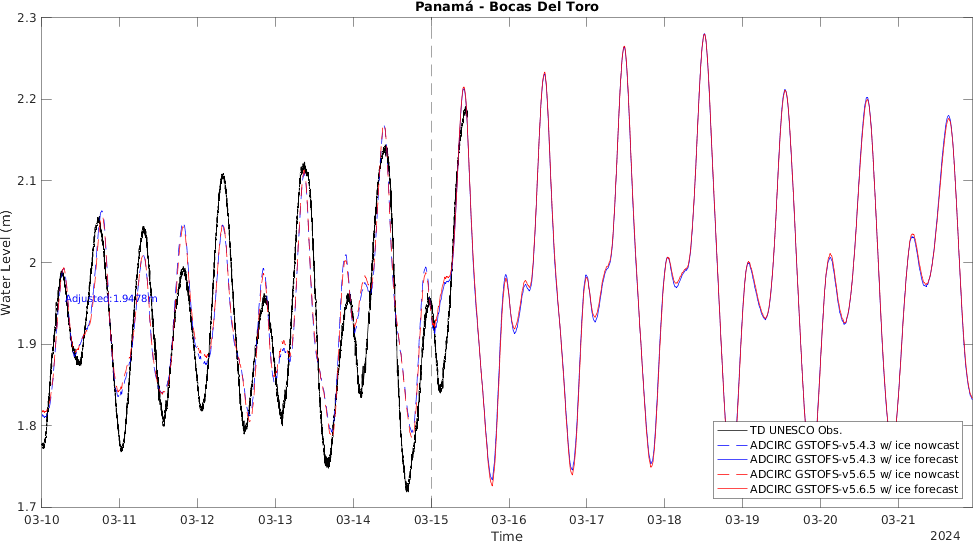 Panamá - Bocas Del Toro
2.3
2.2
2.1
2
1.9
1.8
1.7
Water Level (m)
Adjusted:1.9478m
TD UNESCO Obs.
ADCIRC GSTOFS-v5.4.3 w/ ice nowcast
ADCIRC GSTOFS-v5.4.3 w/ ice forecast
ADCIRC GSTOFS-v5.6.5 w/ ice nowcast
ADCIRC GSTOFS-v5.6.5 w/ ice forecast
03-10 03-11 03-12 03-13 03-14 03-15 03-16 03-17 03-18 03-19 03-20 03-21
Time
2024